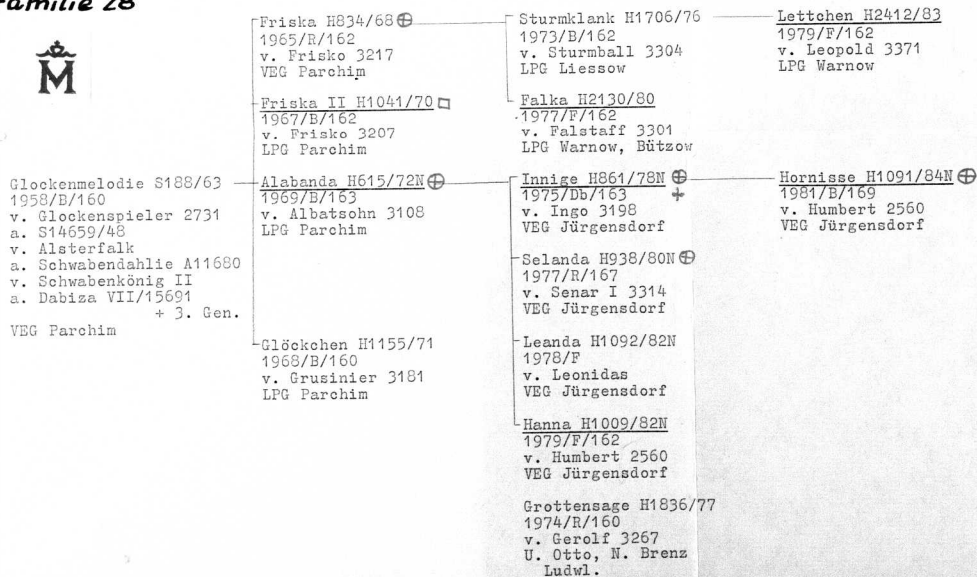 Familie 28
M
Glockenmelodie S188/63
1958/B/160
v. Glockenspieler 2731
a. S14659/48
v. Alsterfalk
a. Schwabendahlie A11680
v. Schwabenkönig II
a. Dabiza VII/15691
+ 3. Gen.
VEG Parchim
Friska H834/68
1965/R/162
v. Frisko 3217
VEG Parchim
Friska II H1041/70
1967/B/162
v. Frisko 3207
LPG Parchim
Alabanda H615/72N
1969/B/163
v. Albatsohn 3108
LPG Parchim
Glöckchen H1155/71
1968/B/160
v. Grusinier 3181
LPG Parchim
Sturmklank H1706/76
1973/B/162
v. Sturmball 3304
LPG Liessow
Falka H2130/80
1977/F/162
v. Falstaff 3301
LPG Warnow, Bützow
Innige H861/78N
1975/Db/163
v. Ingo 3198
VEG Jürgensdorf
Selanda H938/80N
1977/R/167
v. Senar I 3314
VEG Jürgensdorf
Leanda H1092/82N
1978/F
v. Leonidas
VEG Jürgensdorf
Hanna H1009/82N
1979/F/162
v. Humbert 2560
VEG Jürgensdorf
Grottensage H1836/77
1974/R/160
v. Gerolf 3267
U. Otto, N. Brenz
Ludwl.
Lettchen H2412/83
1979/F/162
v. Leopold 3371
LPG Warnow
Hornisse H1091/84N
1981/B/169
v. Humbert 2560
VEG Jürgensdorf